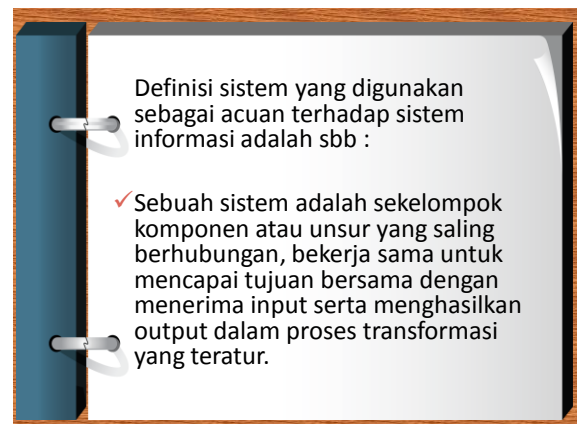 Definisi sistem yang digunakan
sebagai acuan terhadap sistem
informasi adalah sbb :
✓Sebuah sistem adalah sekelompok
komponen atau unsur yang saling
berhubungan, bekerja sama untuk
mencapai tujuan bersama dengan
menerima input serta menghasilkan
output dalam proses transformasi
yang teratur.